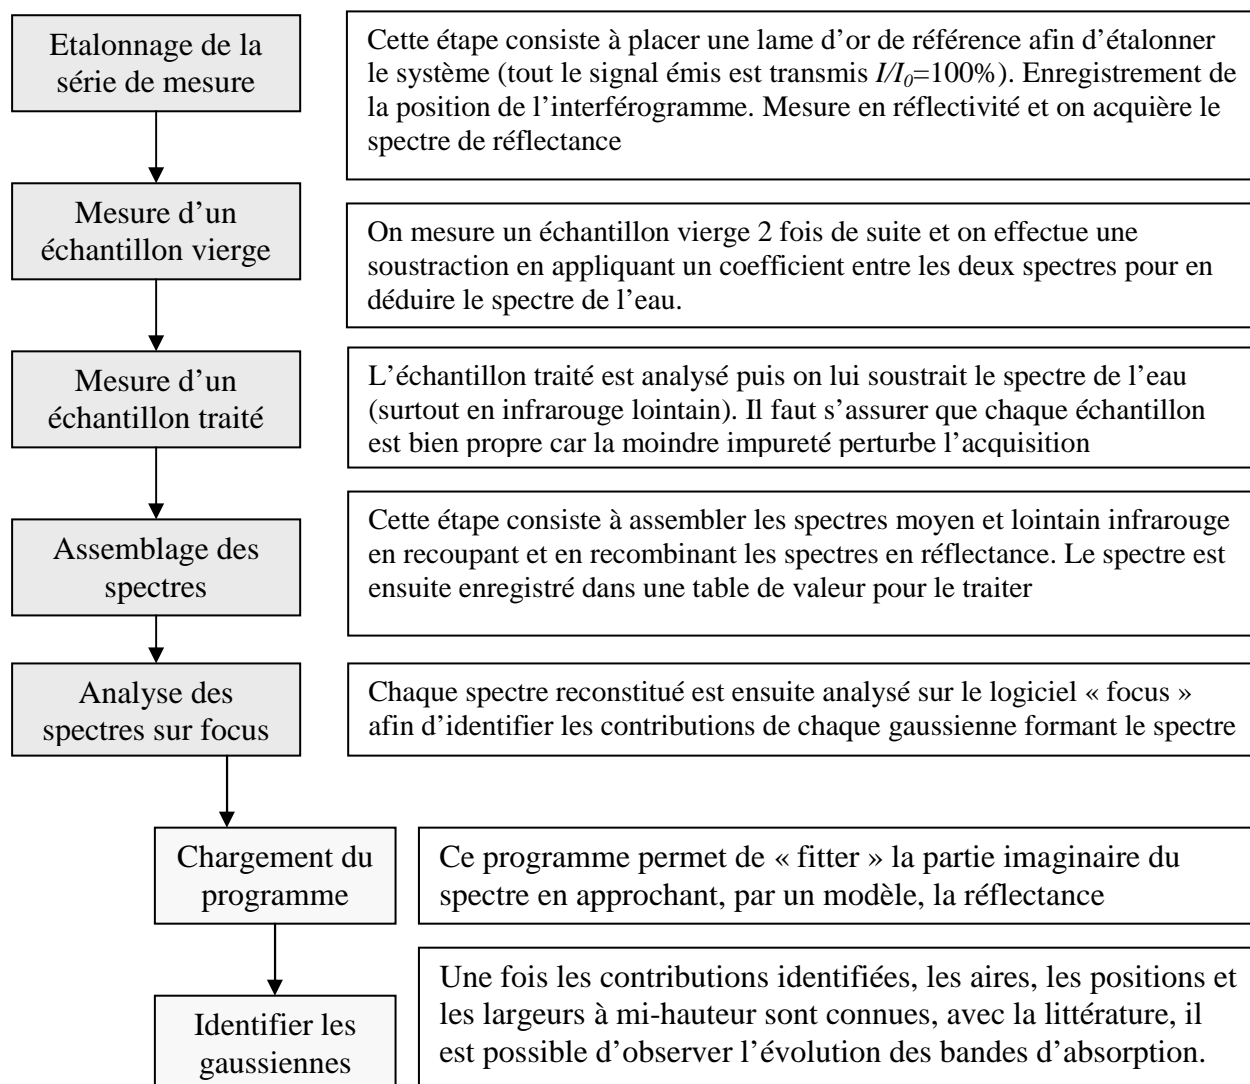 Etalonnage de la
série de mesure
Cette étape consiste à placer une lame d’or de référence afin d’étalonner
le système (tout le signal émis est transmis I/I₀=100%). Enregistrement de
la position de l’interférogramme. Mesure en réflectivité et on acquière le
spectre de réflectance
Mesure d’un
échantillon vierge
On mesure un échantillon vierge 2 fois de suite et on effectue une
soustraction en appliquant un coefficient entre les deux spectres pour en
déduire le spectre de l’eau.
Mesure d’un
échantillon traité
L’échantillon traité est analysé puis on lui soustrait le spectre de l’eau
(surtout en infrarouge lointain). Il faut s’assurer que chaque échantillon
est bien propre car la moindre impureté perturbe l’acquisition
Assemblage des
spectres
Cette étape consiste à assembler les spectres moyen et lointain infrarouge
en recoupant et en recombinant les spectres en réflectance. Le spectre est
ensuite enregistré dans une table de valeur pour le traiter
Analyse des
spectres sur focus
Chaque spectre reconstitué est ensuite analysé sur le logiciel « focus »
afin d’identifier les contributions de chaque gaussienne formant le spectre
Chargement du
programme
Ce programme permet de « fitter » la partie imaginaire du
spectre en approchant, par un modèle, la réflectance
Identifier les
gaussiennes
Une fois les contributions identifiées, les aires, les positions et
les largeurs à mi-hauteur sont connues, avec la littérature, il
est possible d’observer l’évolution des bandes d’absorption.